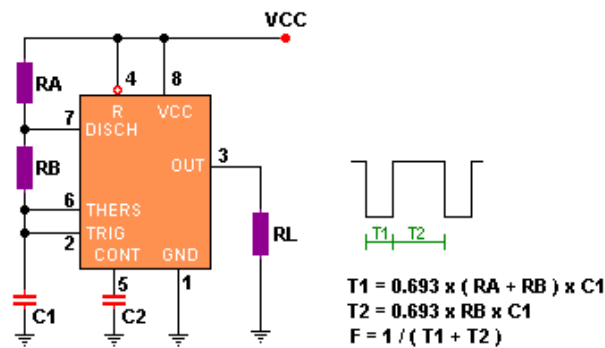 VCC
RA
4
8
R
VCC
7
DISCH
RB
OUT
3
6
THERS
2
TRIG
RL
CONT
GND
T1
T2
5
1
C1
C2
T1 = 0.693 x ( RA + RB ) x C1
T2 = 0.693 x RB x C1
F = 1 / ( T1 + T2 )